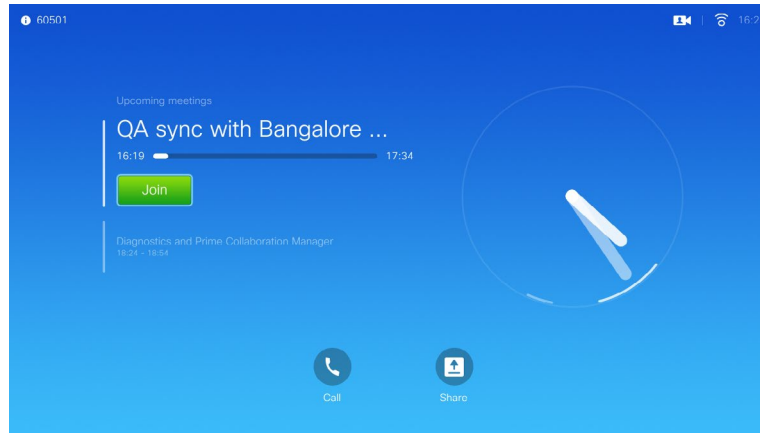 60501
16:2
Upcoming meetings
QA sync with Bangalore ...
16:19 17:34
Join
Diagnostics and Prime Collaboration Manager
18:24 - 18:54
Call Share